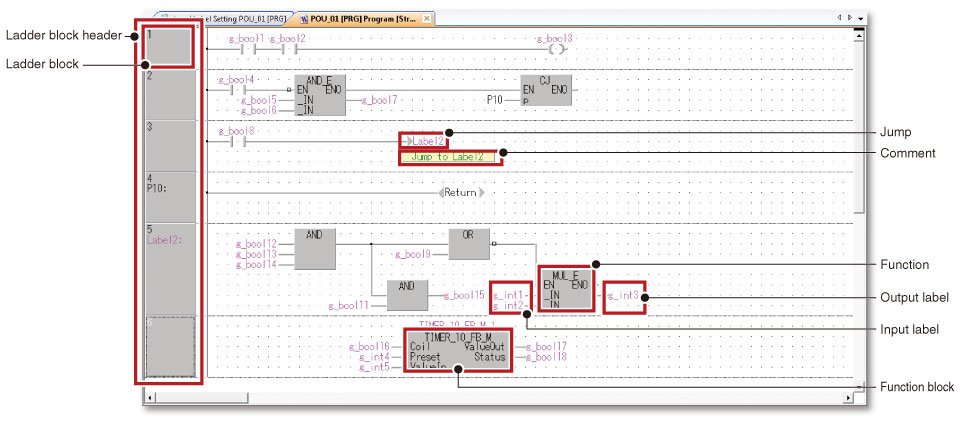 el Setting POU_01 [PRG] POU_01 [PRG] Program [Str...
Ladder block header
Ladder block
1
g_bool1 g_bool2 g_bool3
2
g_bool4 AND_E CJ
EN ENO EN ENO
g_bool5 _IN g_bool7 P10 P
g_bool6 _IN
3
g_bool8
Label2 Jump
Jump to Label2 Comment
4
P10: Return
5
Label2: AND OR
g_bool12
g_bool13 g_bool9
g_bool14
MUL_E Function
AND EN ENO
g_bool15 g_int1 _IN g_int3 Output label
g_bool11 g_int2 _IN
Input label
TIMER_10_FB_M_1
TIMER_10_FB_M
g_bool16 Coil ValueOut g_bool17
g_int4 Preset Status g_bool18
g_int5 ValueIn
Function block